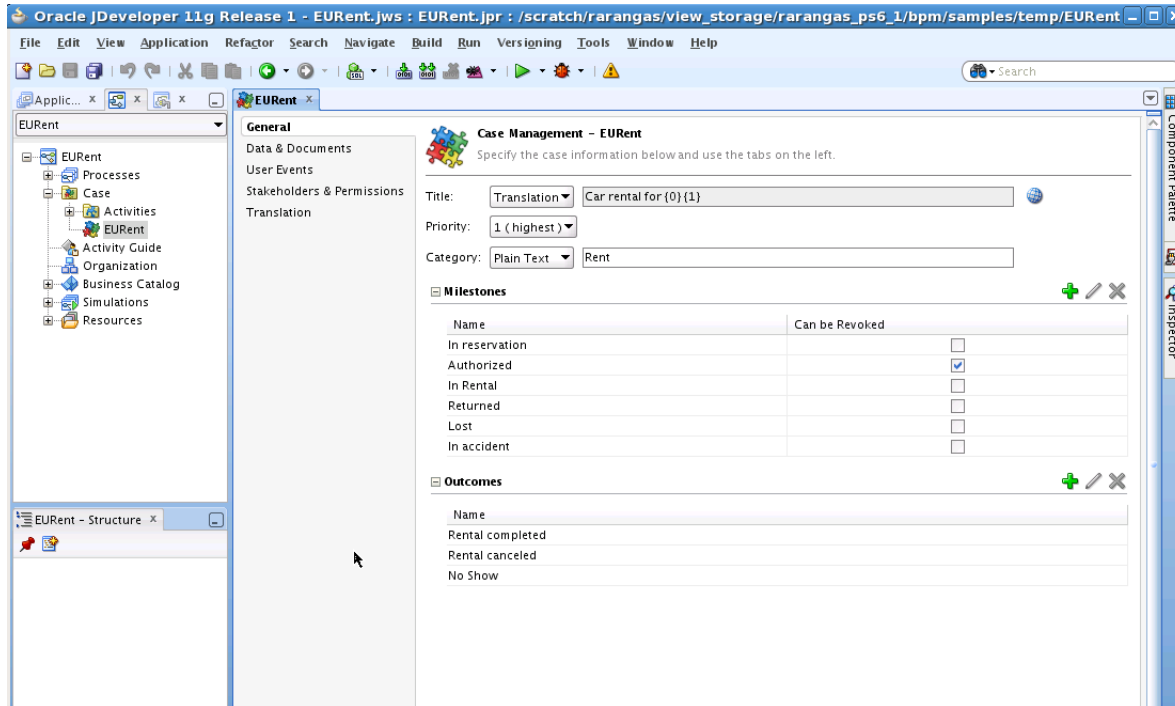 Oracle JDeveloper 11g Release 1 - EURent.jws : EURent.jpr : /scratch/rarangas/view_storage/rarangas_ps6_1/bpm/samples/temp/EURent
File Edit View Application Refactor Search Navigate Build Run Versioning Tools Window Help
Search
Applic...
EURent
EURent
EURent
Processes
Case
Activities
EURent
Activity Guide
Organization
Business Catalog
Simulations
Resources
EURent - Structure
General
Data & Documents
User Events
Stakeholders & Permissions
Translation
Case Management - EURent
Specify the case information below and use the tabs on the left.
Title: Translation Car rental for {0} {1}
Priority: 1 ( highest )
Category: Plain Text Rent
Milestones
Name Can be Revoked
In reservation
Authorized
In Rental
Returned
Lost
In accident
Outcomes
Name
Rental completed
Rental canceled
No Show
Component Palette
Inspector